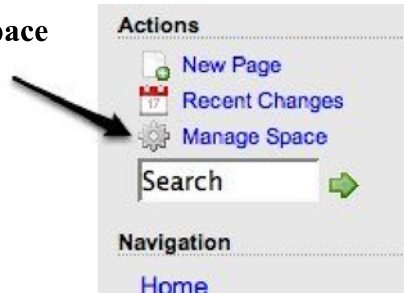 pace
Actions
New Page
17
Recent Changes
Manage Space
Search
Navigation
Home